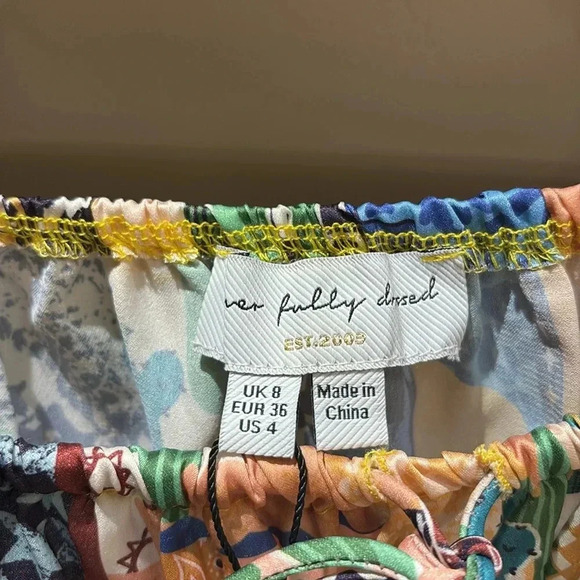 ver fully dressed
EST.2009
UK 8
EUR 36
US 4
Made in
China